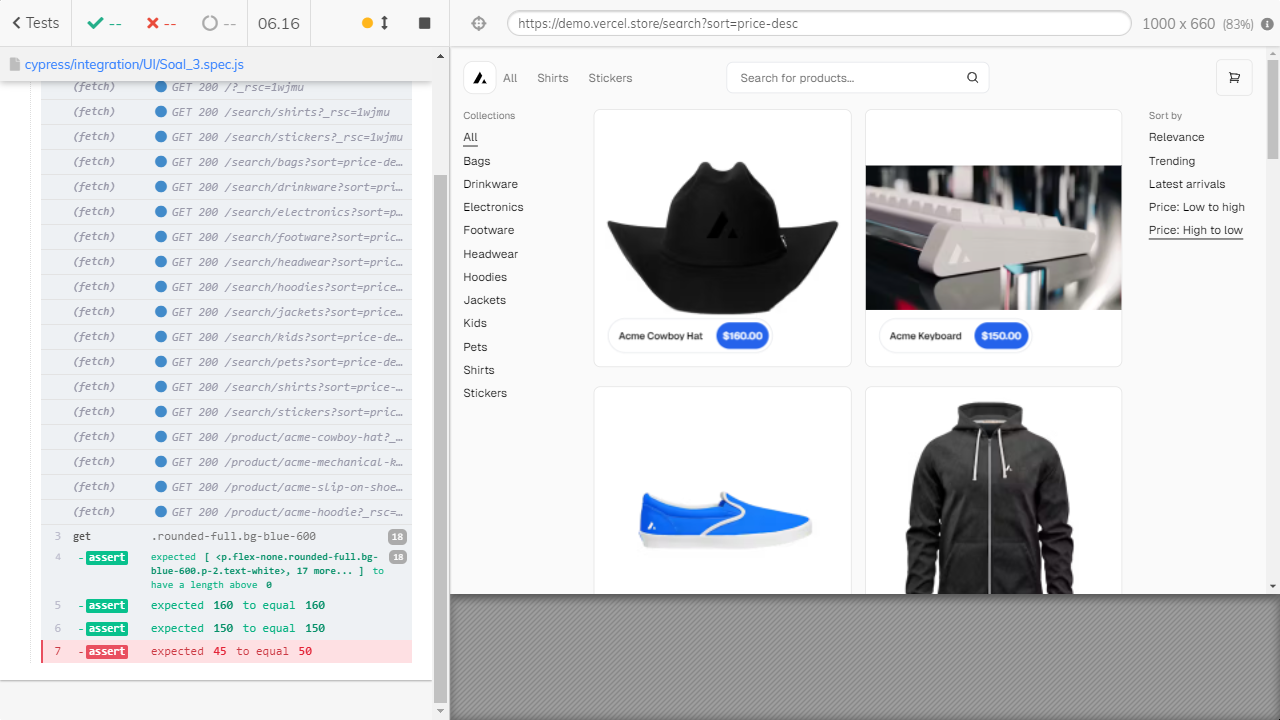 Tests
--
--
--
06.16
https://demo.vercel.store/search?sort=price-desc
1000 x 660 (83%)
cypress/integration/UI/Soal_3.spec.js
(fetch) GET 200 /?_rsc=1wjmu
(fetch) GET 200 /search/shirts?_rsc=1wjmu
(fetch) GET 200 /search/stickers?_rsc=1wjmu
(fetch) GET 200 /search/bags?sort=price-de…
(fetch) GET 200 /search/drinkware?sort=pri…
(fetch) GET 200 /search/electronics?sort=p…
(fetch) GET 200 /search/footware?sort=pric…
(fetch) GET 200 /search/headwear?sort=pric…
(fetch) GET 200 /search/hoodies?sort=price…
(fetch) GET 200 /search/jackets?sort=price…
(fetch) GET 200 /search/kids?sort=price-de…
(fetch) GET 200 /search/pets?sort=price-de…
(fetch) GET 200 /search/shirts?sort=price-…
(fetch) GET 200 /search/stickers?sort=pric…
(fetch) GET 200 /product/acme-cowboy-hat?_…
(fetch) GET 200 /product/acme-mechanical-k…
(fetch) GET 200 /product/acme-slip-on-shoe…
(fetch) GET 200 /product/acme-hoodie?_rsc=…
3 get .rounded-full.bg-blue-600 18
4 -assert expected [ <p.flex-none.rounded-full.bg- 18
blue-600.p-2.text-white>, 17 more... ] to
have a length above 0
5 -assert expected 160 to equal 160
6 -assert expected 150 to equal 150
7 -assert expected 45 to equal 50
All
Shirts
Stickers
Search for products...
Collections
All
Bags
Drinkware
Electronics
Footware
Headwear
Hoodies
Jackets
Kids
Pets
Shirts
Stickers
Acme Cowboy Hat $160.00
Acme Keyboard $150.00
Sort by
Relevance
Trending
Latest arrivals
Price: Low to high
Price: High to low